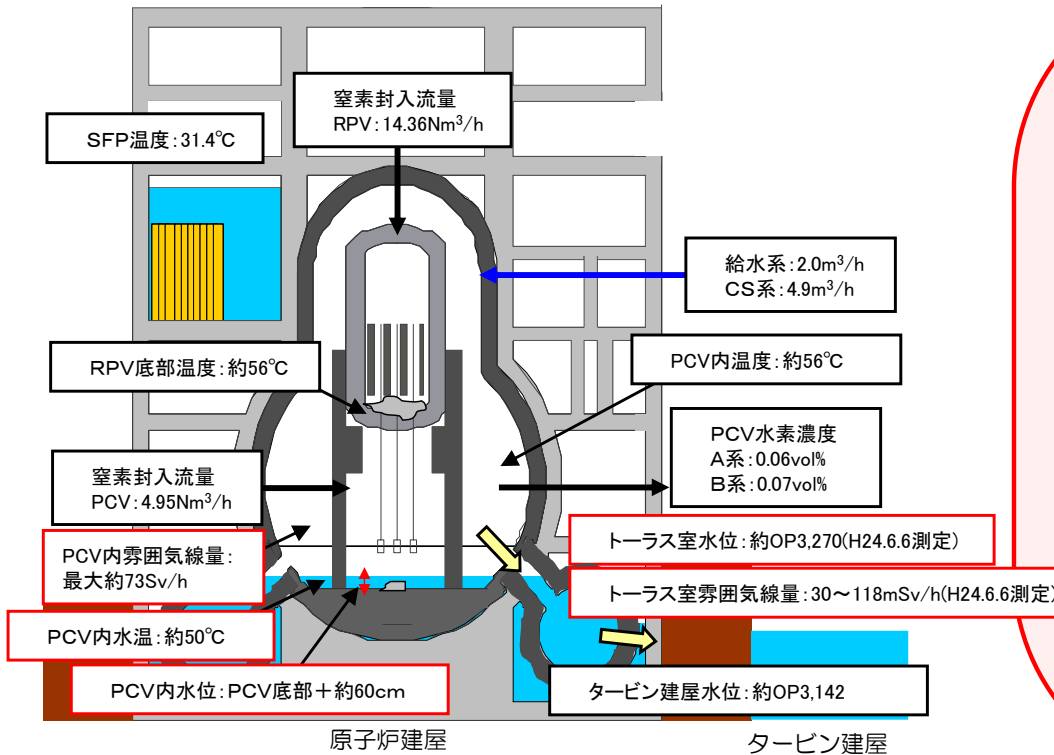 窒素封入流量
RPV:14.36Nm³/h
SFP温度:31.4℃
給水系:2.0m³/h
CS系:4.9m³/h
RPV底部温度:約56℃
PCV内温度:約56℃
PCV水素濃度
A系:0.06vol%
B系:0.07vol%
窒素封入流量
PCV:4.95Nm³/h
PCV内雰囲気線量:
最大約73Sv/h
トーラス室水位:約OP3,270(H24.6.6測定)
トーラス室雰囲気線量:30～118mSv/h(H24.6.6測定)
PCV内水温:約50℃
PCV内水位:PCV底部+約60cm
タービン建屋水位:約OP3,142
原子炉建屋
タービン建屋